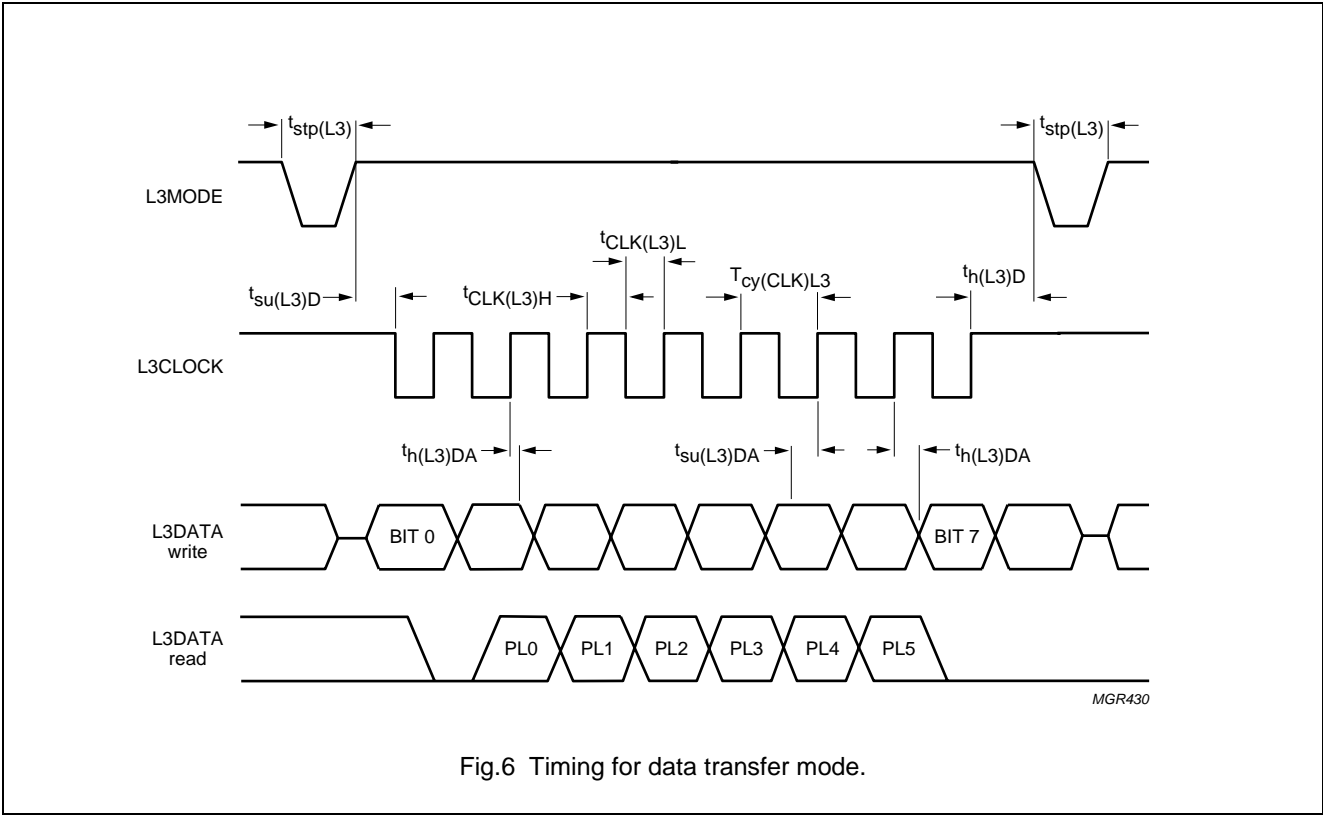 tstp(L3)
tstp(L3)
L3MODE
tCLK(L3)L
tsu(L3)D
tCLK(L3)H
Tcy(CLK)L3
th(L3)D
L3CLOCK
th(L3)DA
tsu(L3)DA
th(L3)DA
L3DATA
write
BIT 0
BIT 7
L3DATA
read
PL0
PL1
PL2
PL3
PL4
PL5
MGR430
Fig.6 Timing for data transfer mode.